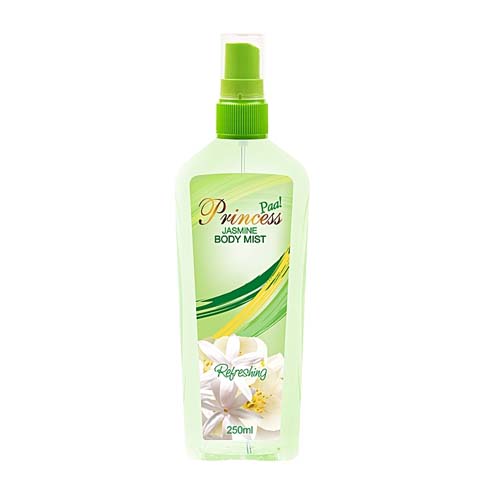 Paa!
Princess
JASMINE
BODY MIST
Refreshing
250ml